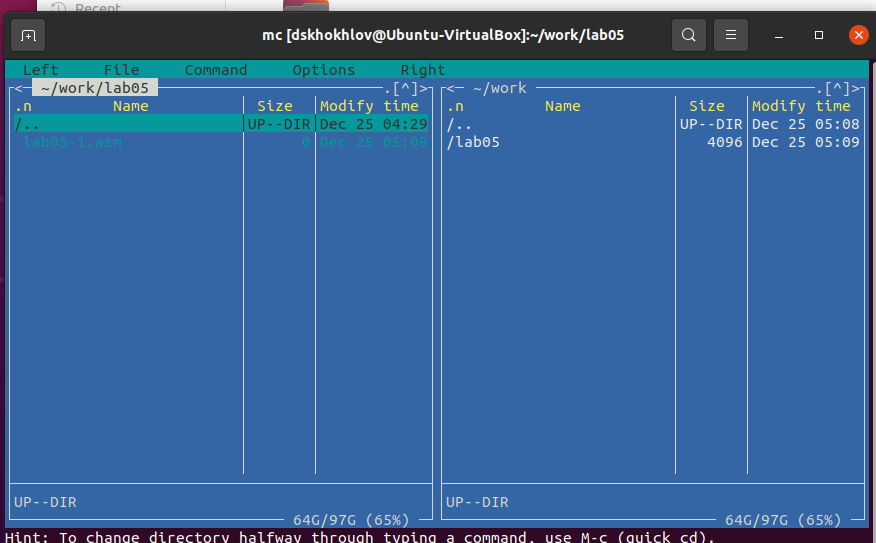 Recent
mc [dskhokhlov@Ubuntu-VirtualBox]:~/work/lab05
Left File Command Options Right
<─ ~/work/lab05 ─.[^]>
.n Name Size Modify time
/.. UP--DIR Dec 25 04:29
lab05-1.asm 0 Dec 25 05:09
UP--DIR
64G/97G (65%)
<─ ~/work ─.[^]>
.n Name Size Modify time
/.. UP--DIR Dec 25 05:08
/lab05 4096 Dec 25 05:09
UP--DIR
64G/97G (65%)
Hint: To change directory halfway through typing a command, use M-c (quick cd).